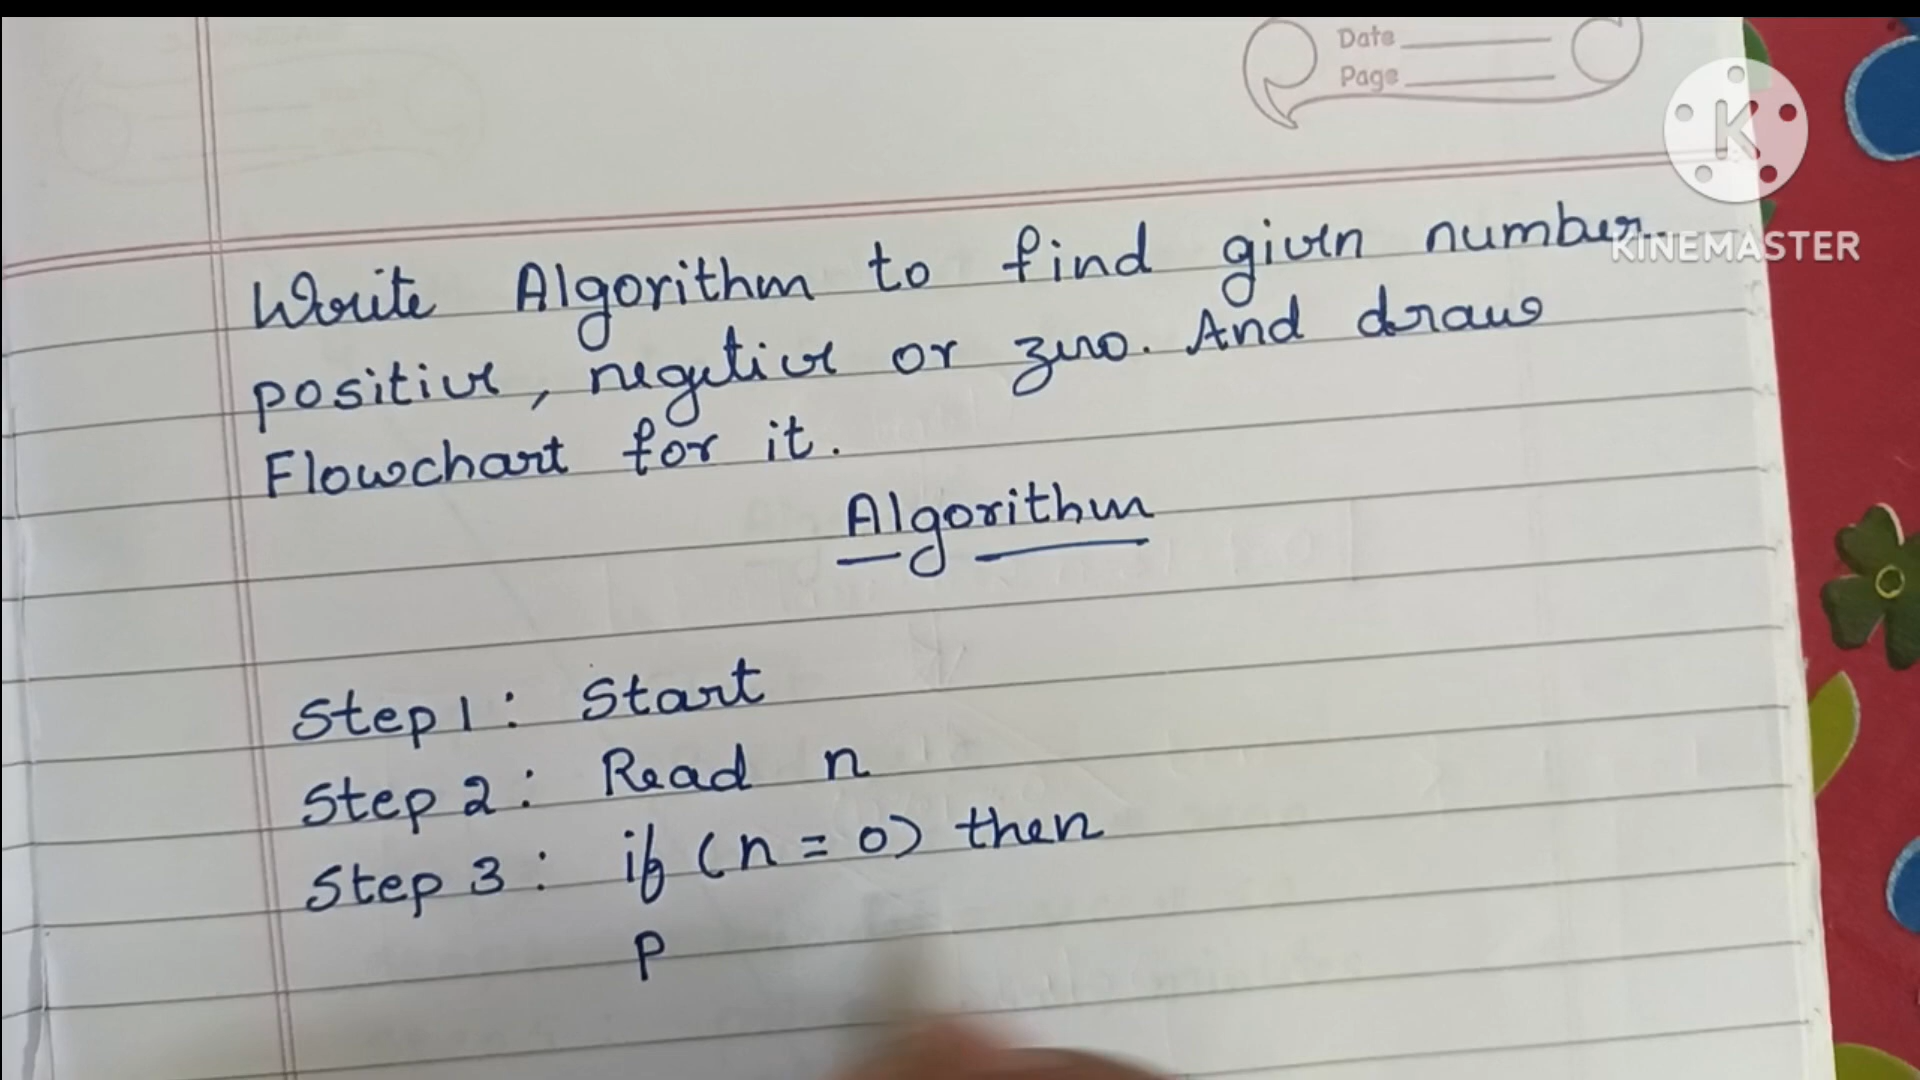 Date
Page
K
KINEMASTER
Write Algorithm to find given number
positive, negetive or zero. And draw
Flowchart for it.
Algorithm
Step 1: Start
Step 2: Read n
Step 3: if (n = 0) then
P